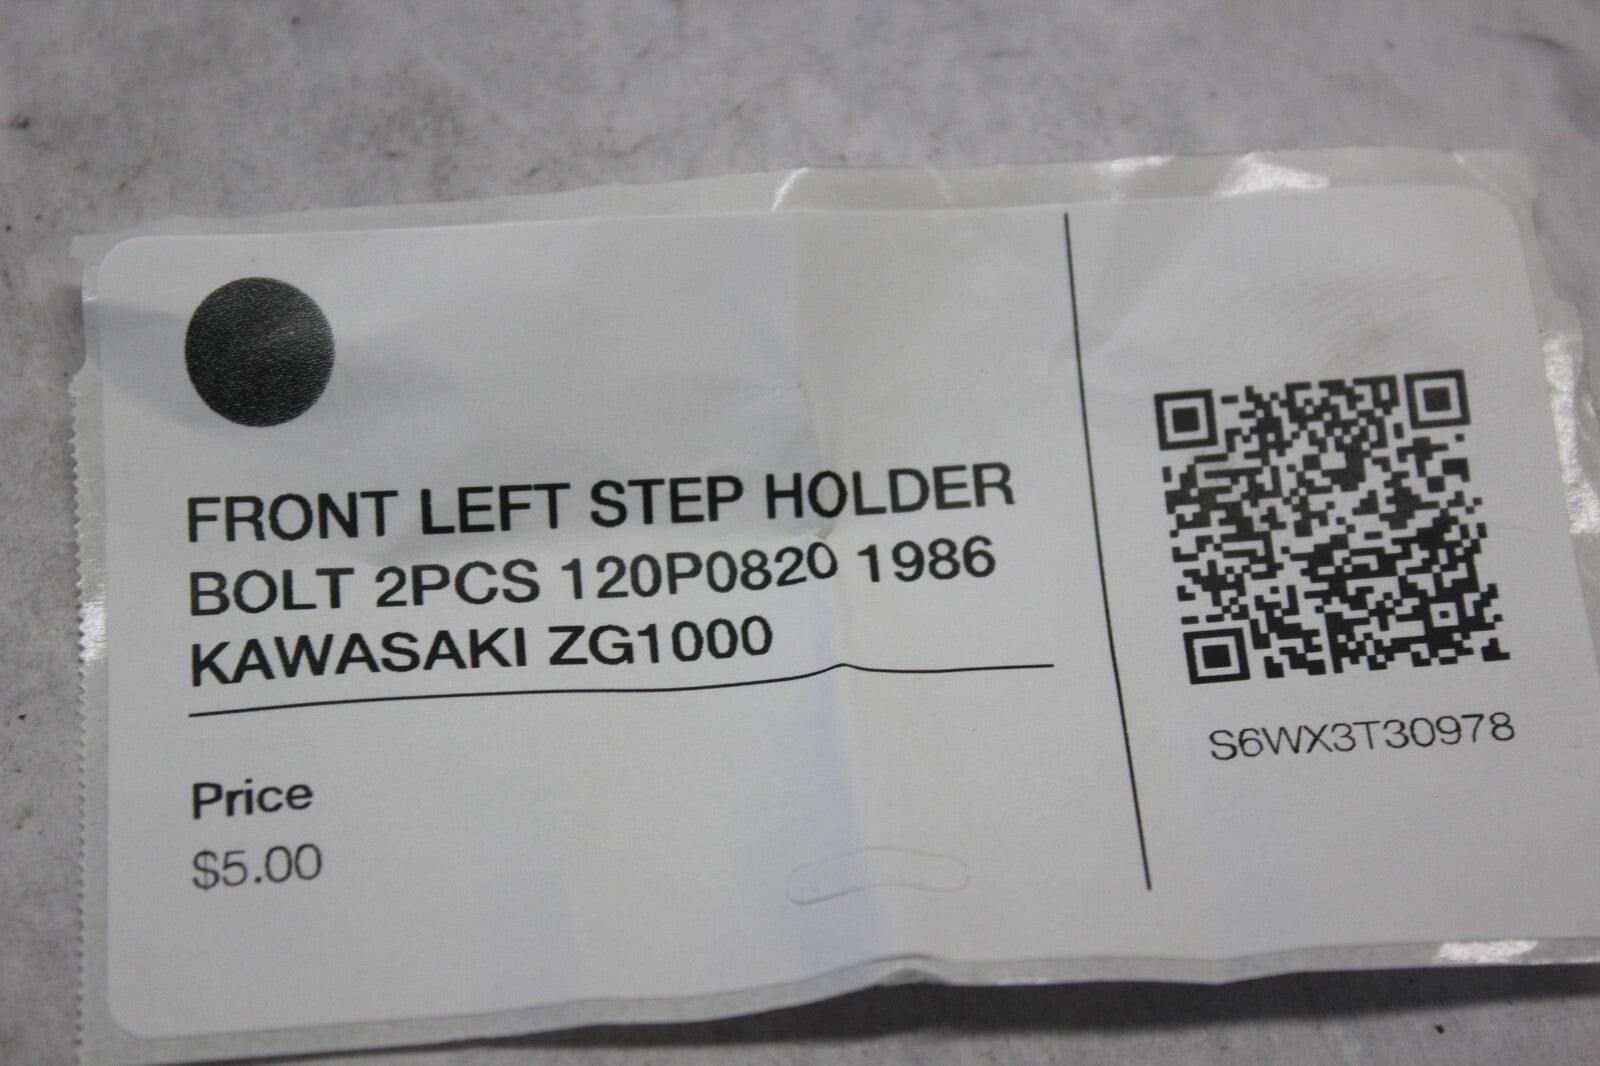 FRONT LEFT STEP HOLDER
BOLT 2PCS 120P0820 1986
KAWASAKI ZG1000
Price
$5.00
S6WX3T30978